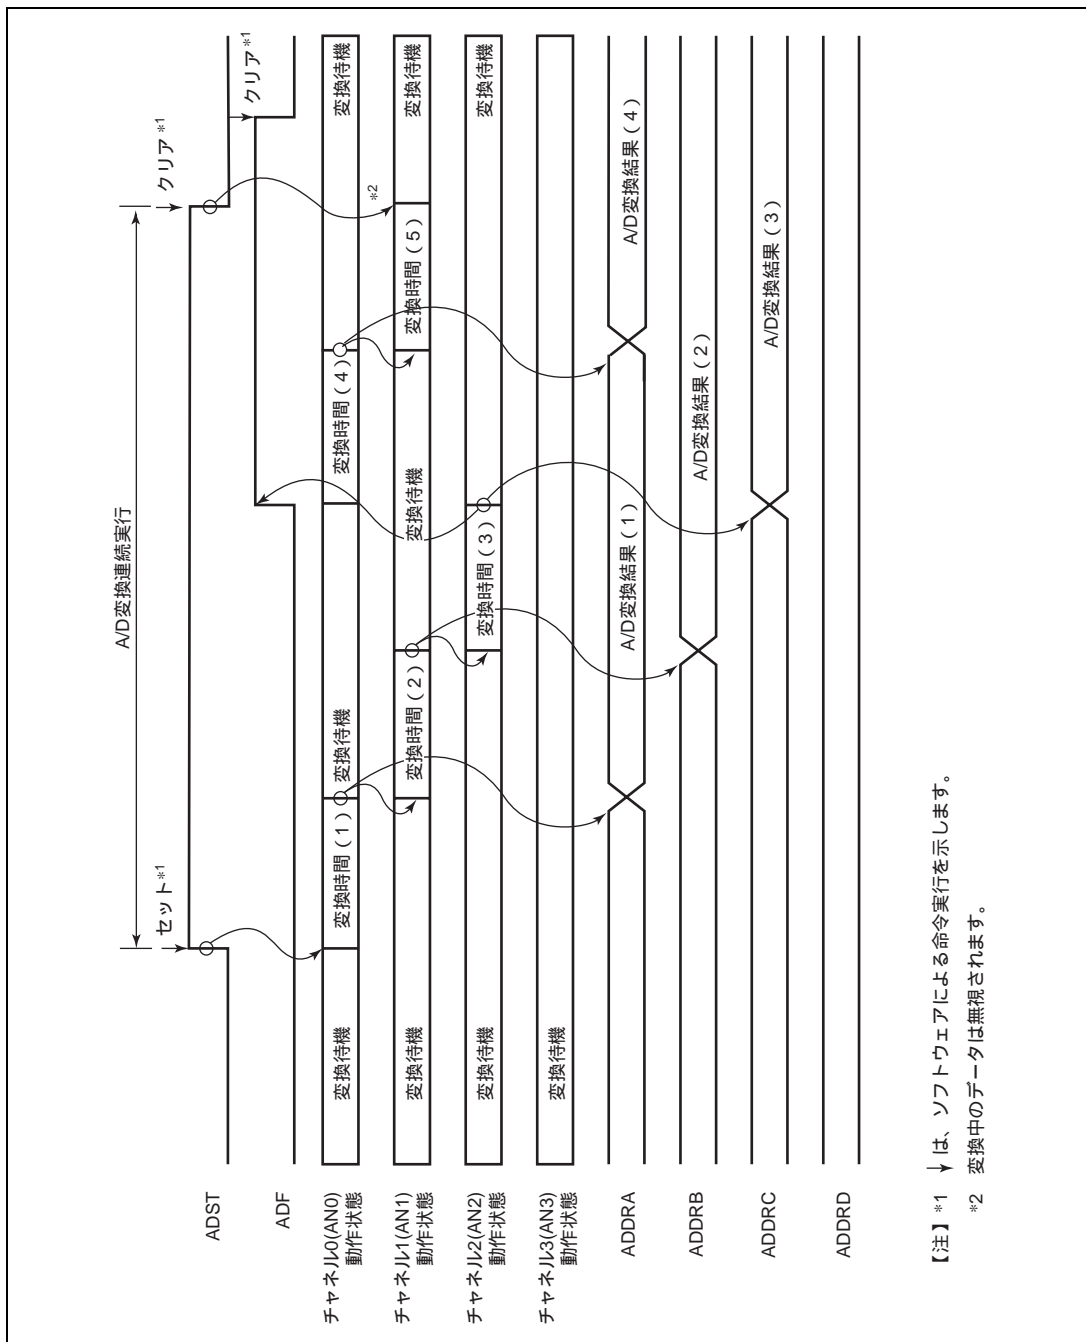 A/D変換連続実行
セット*1
クリア*1
クリア*1
ADST
ADF
チャネル0(AN0)
動作状態
変換待機
変換時間(1)
変換待機
変換時間(4)
変換待機
チャネル1(AN1)
動作状態
変換待機
変換時間(2)
変換待機
変換時間(5)
*2
変換待機
チャネル2(AN2)
動作状態
変換待機
変換時間(3)
変換待機
チャネル3(AN3)
動作状態
変換待機
ADDRA
A/D変換結果(1)
A/D変換結果(4)
ADDRB
A/D変換結果(2)
ADDRC
A/D変換結果(3)
ADDRD
【注】 *1 ↓は、ソフトウェアによる命令実行を示します。
*2 変換中のデータは無視されます。